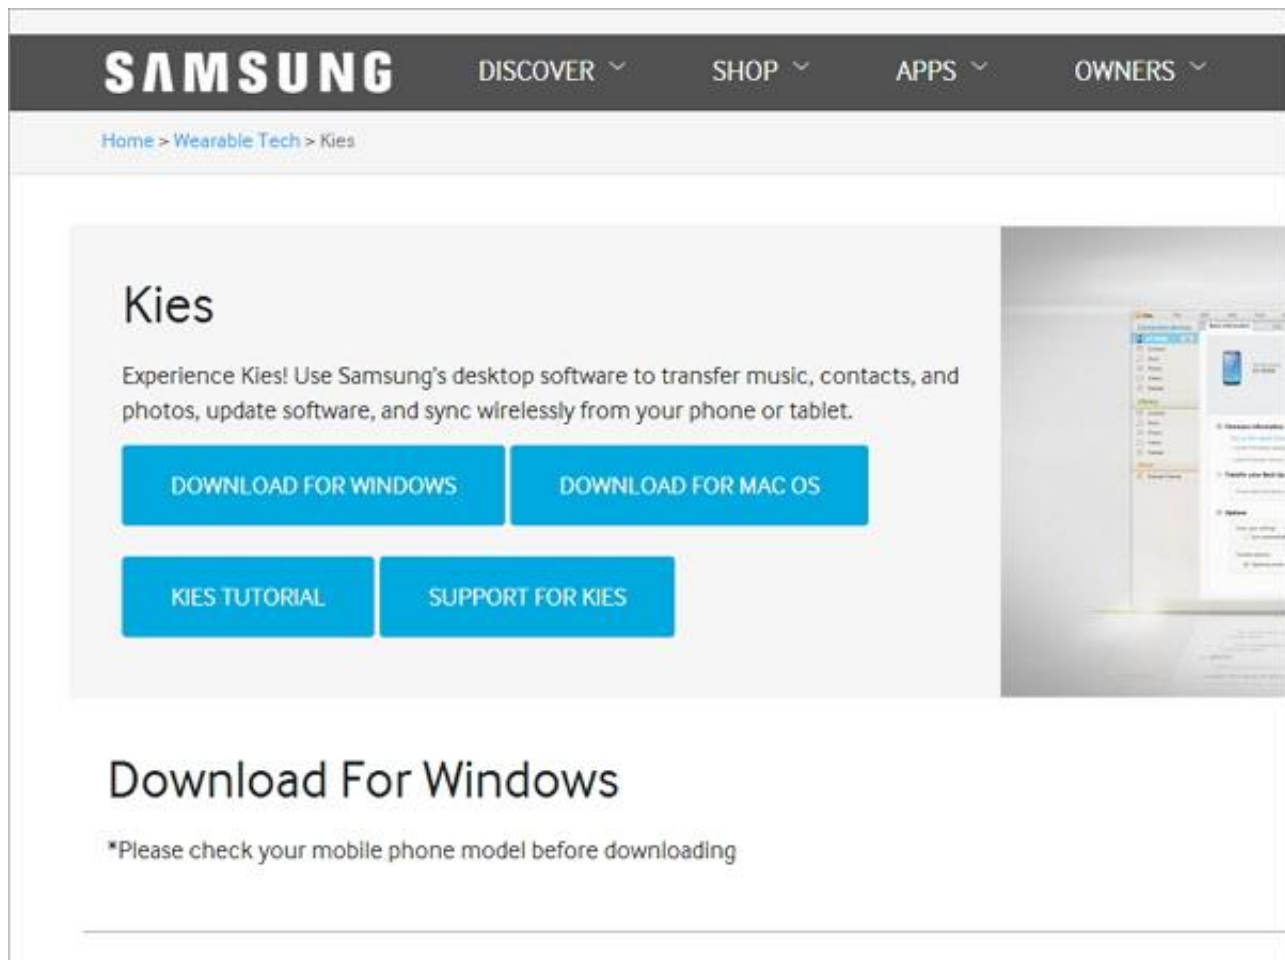 SAMSUNG DISCOVER SHOP APPS OWNERS
Home > Wearable Tech > Kies
Kies
Experience Kies! Use Samsung's desktop software to transfer music, contacts, and
photos, update software, and sync wirelessly from your phone or tablet.
DOWNLOAD FOR WINDOWS DOWNLOAD FOR MAC OS
KIES TUTORIAL SUPPORT FOR KIES
Download For Windows
*Please check your mobile phone model before downloading